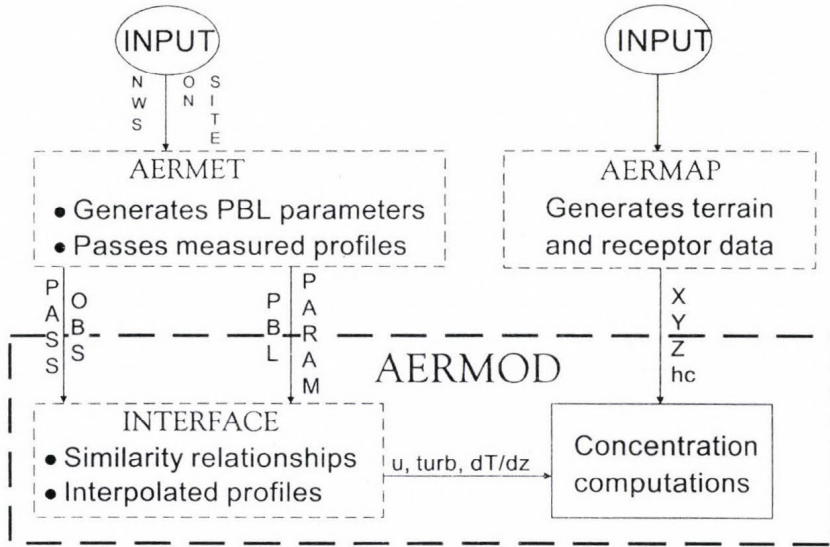 INPUT
NWS
ON
SITE
AERMET
• Generates PBL parameters
• Passes measured profiles
PASS
OBS
PBL
PARAM
INPUT
AERMAP
Generates terrain
and receptor data
X
Y
Z
hc
AERMOD
INTERFACE
• Similarity relationships
• Interpolated profiles
u, turb, dT/dz
Concentration
computations